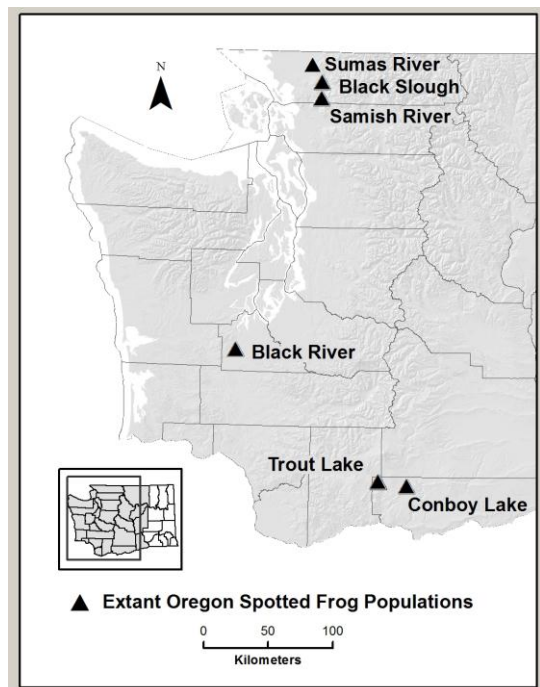 N
Sumas River
Black Slough
Samish River
Black River
Trout Lake
Conboy Lake
Extant Oregon Spotted Frog Populations
0 50 100
Kilometers